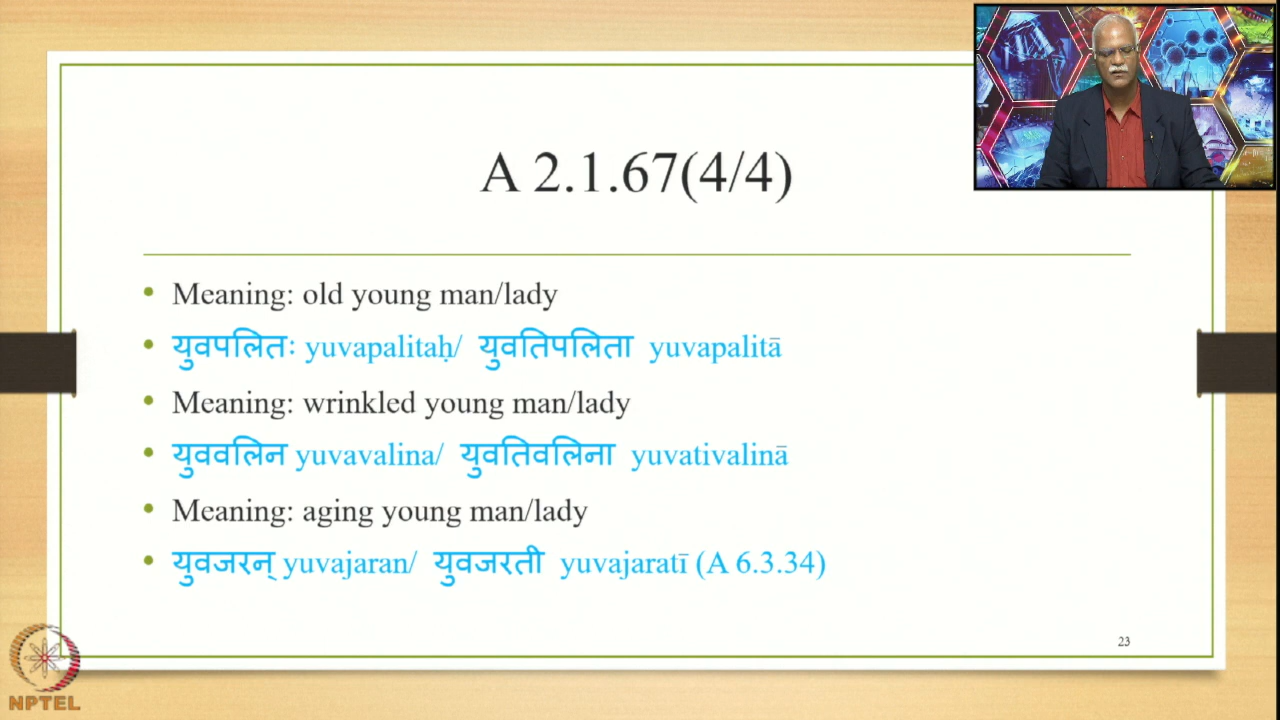 A 2.1.67(4/4)
Meaning: old young man/lady
युवपलितः yuvapalitaḥ/ युवतिपलिता yuvapalitā
Meaning: wrinkled young man/lady
युववलिन yuvavalina/ युवतिवलिना yuvativalinā
Meaning: aging young man/lady
युवजरन् yuvajaran/ युवजरती yuvajaratī (A 6.3.34)
23
NPTEL